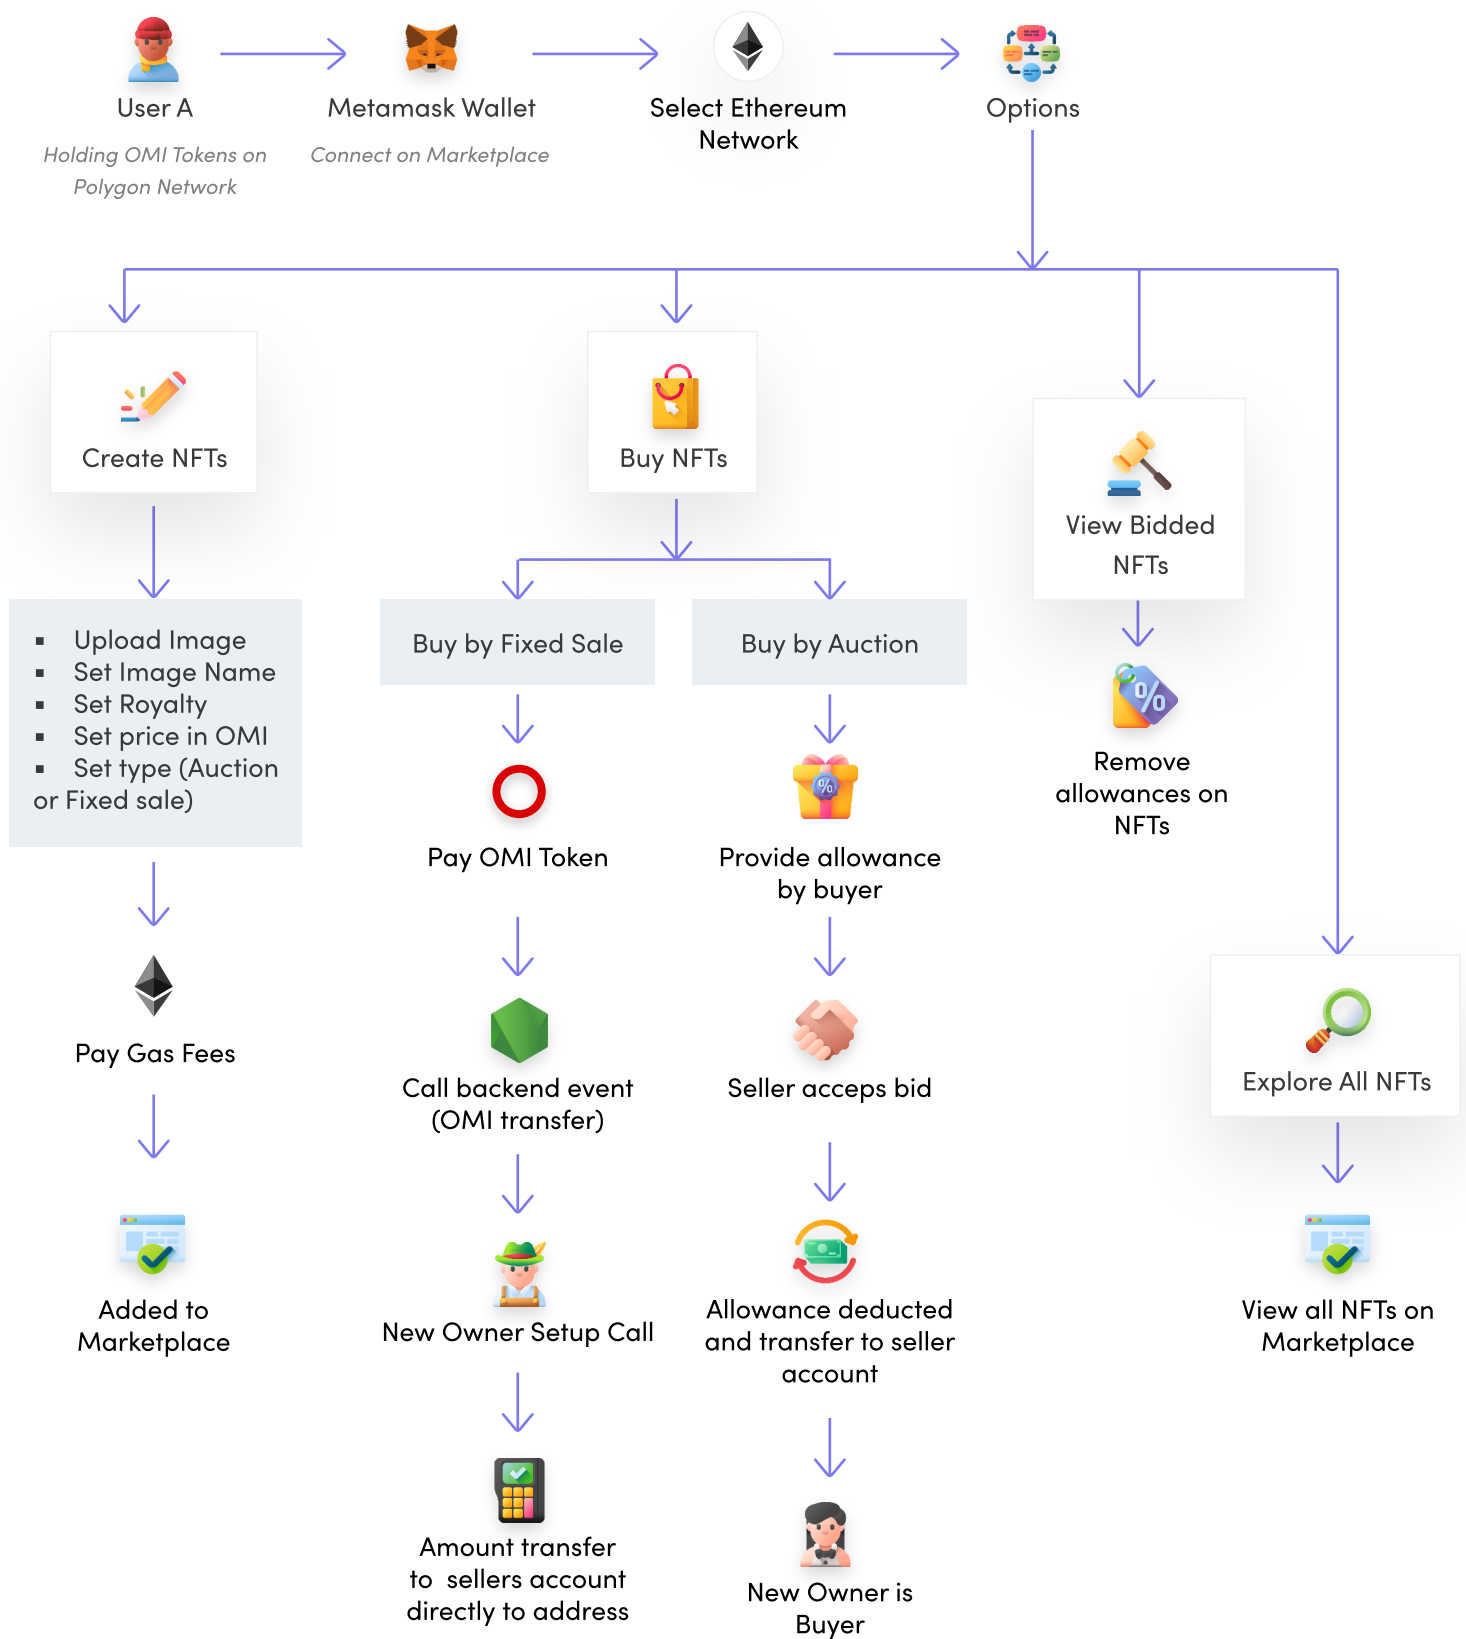 User A
Holding OMI Tokens on
Polygon Network
Metamask Wallet
Connect on Marketplace
Select Ethereum
Network
Options
Create NFTs
Buy NFTs
View Bidded
NFTs
▪ Upload Image
▪ Set Image Name
▪ Set Royalty
▪ Set price in OMI
▪ Set type (Auction
or Fixed sale)
Pay Gas Fees
Added to
Marketplace
Buy by Fixed Sale
Pay OMI Token
Call backend event
(OMI transfer)
New Owner Setup Call
Amount transfer
to sellers account
directly to address
Buy by Auction
%
Provide allowance
by buyer
Seller acceps bid
Allowance deducted
and transfer to seller
account
New Owner is
Buyer
%
Remove
allowances on
NFTs
Explore All NFTs
View all NFTs on
Marketplace